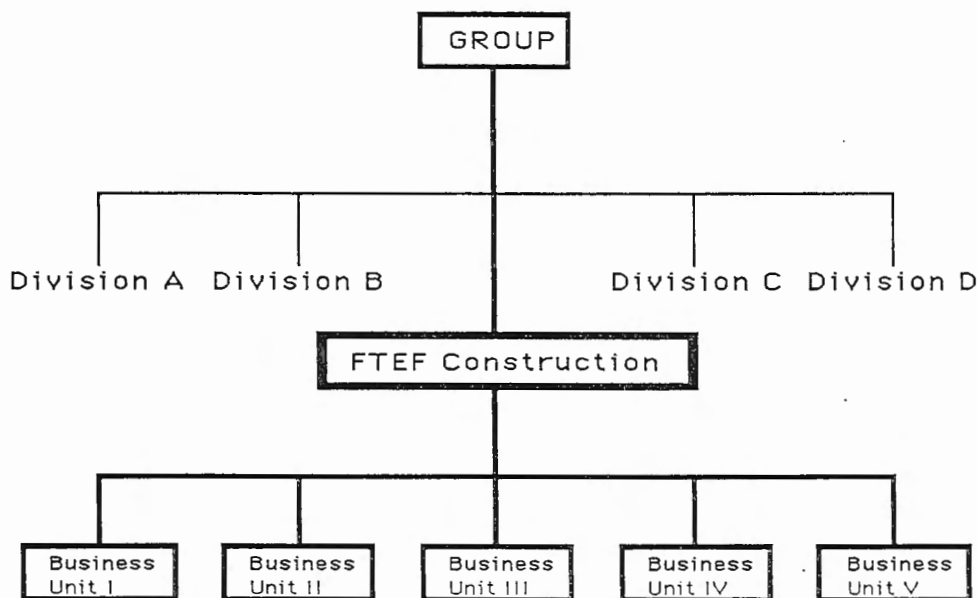 GROUP
Division A Division B Division C Division D
FTEF Construction
Business
Unit I
Business
Unit II
Business
Unit III
Business
Unit IV
Business
Unit V